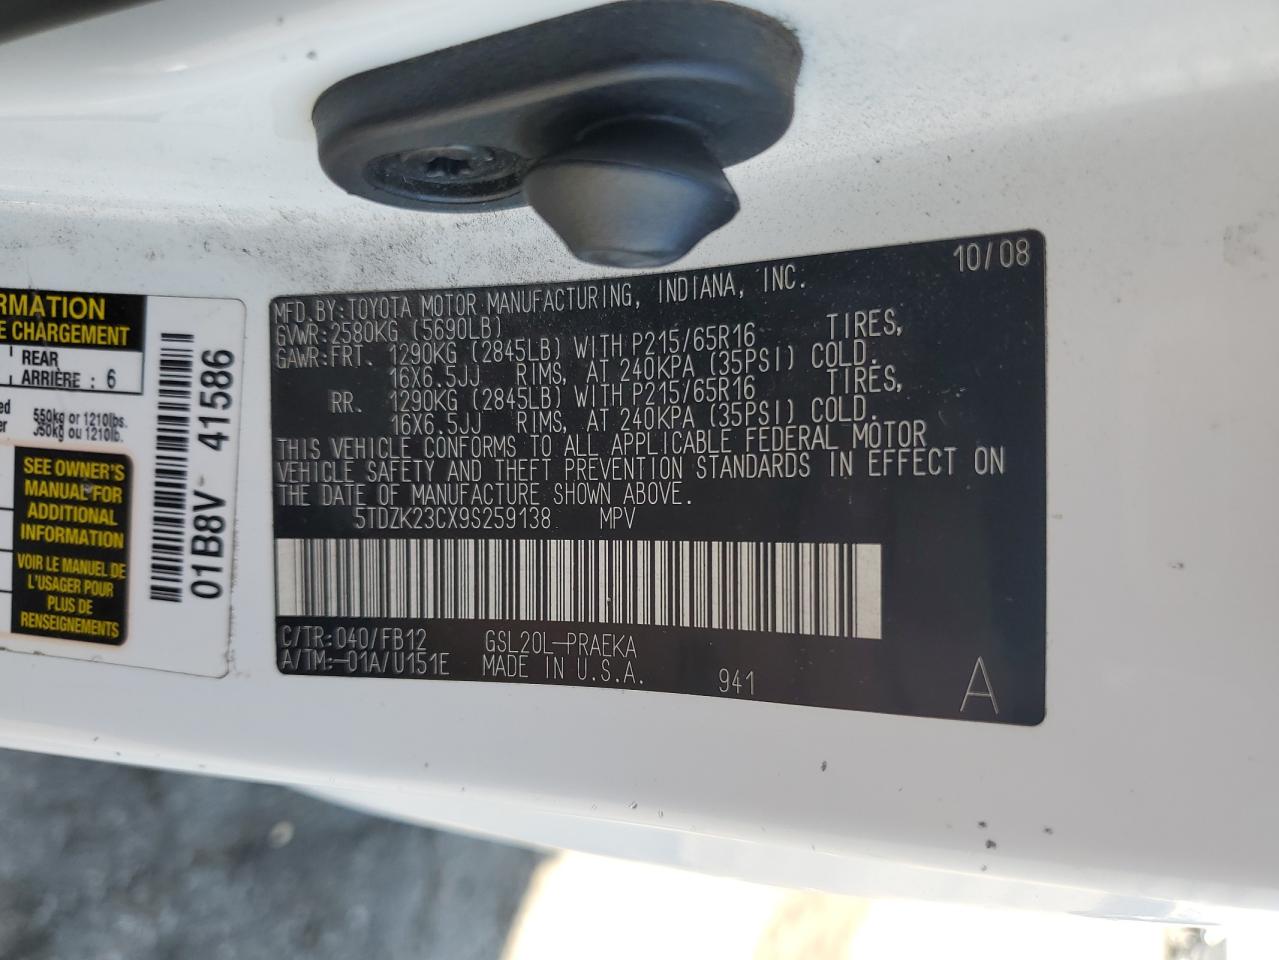 RMATION
E CHARGEMENT
REAR
ARRIÈRE : 6
550kg or 1210lbs.
550kg ou 1210lb.
SEE OWNER'S
MANUAL FOR
ADDITIONAL
INFORMATION
VOIR LE MANUEL DE
L'USAGER POUR
PLUS DE
RENSEIGNEMENTS
01B8V 41586
10/08
MFD.BY:TOYOTA MOTOR MANUFACTURING, INDIANA, INC.
GVWR:2580KG (5690LB)
GAWR:FRT. 1290KG (2845LB) WITH P215/65R16 TIRES,
16X6.5JJ RIMS, AT 240KPA (35PSI) COLD.
RR. 1290KG (2845LB) WITH P215/65R16 TIRES,
16X6.5JJ RIMS, AT 240KPA (35PSI) COLD.
THIS VEHICLE CONFORMS TO ALL APPLICABLE FEDERAL MOTOR
VEHICLE SAFETY AND THEFT PREVENTION STANDARDS IN EFFECT ON
THE DATE OF MANUFACTURE SHOWN ABOVE.
5TDZK23CX9S259138 MPV
C/TR:040/FB12 GSL20L-PRAEKA
A/TM:-01A/U151E MADE IN U.S.A.
941
A